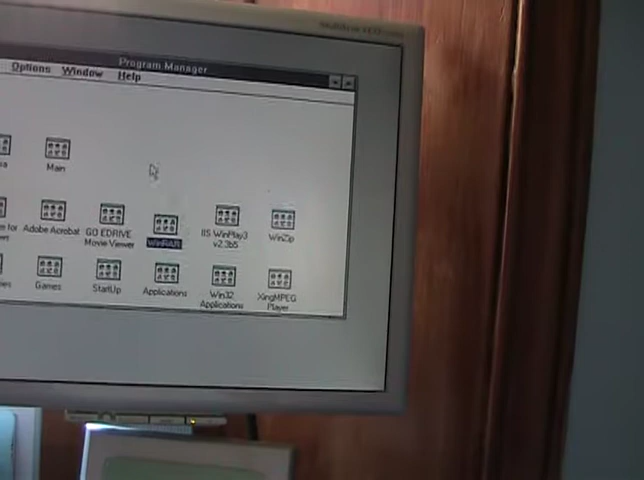 Program Manager
Options Window Help
Main
Adobe Acrobat
GO EDRIVE
Movie Viewer
WinRAR
IIS WinPlay3
v2.3b5
WinZip
Games
StartUp
Applications
Win32
Applications
XingMPEG
Player